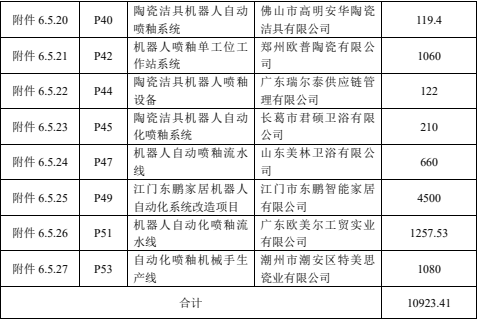 附件 6.5.20 P40 陶瓷洁具机器人自动喷釉系统 佛山市高明安华陶瓷洁具有限公司 119.4
附件 6.5.21 P42 机器人喷釉单工位工作站系统 郑州欧普陶瓷有限公司 1060
附件 6.5.22 P44 陶瓷洁具机器人喷釉设备 广东瑞尔泰供应链管理有限公司 122
附件 6.5.23 P45 陶瓷洁具机器人自动化喷釉系统 长葛市君硕卫浴有限公司 210
附件 6.5.24 P47 机器人自动喷釉流水线 山东美林卫浴有限公司 660
附件 6.5.25 P49 江门东鹏家居机器人自动化系统改造项目 江门市东鹏智能家居有限公司 4500
附件 6.5.26 P51 机器人自动化喷釉流水线 广东欧美尔工贸实业有限公司 1257.53
附件 6.5.27 P53 自动化喷釉机械手生产线 潮州市潮安区特美思瓷业有限公司 1080
合计 10923.41